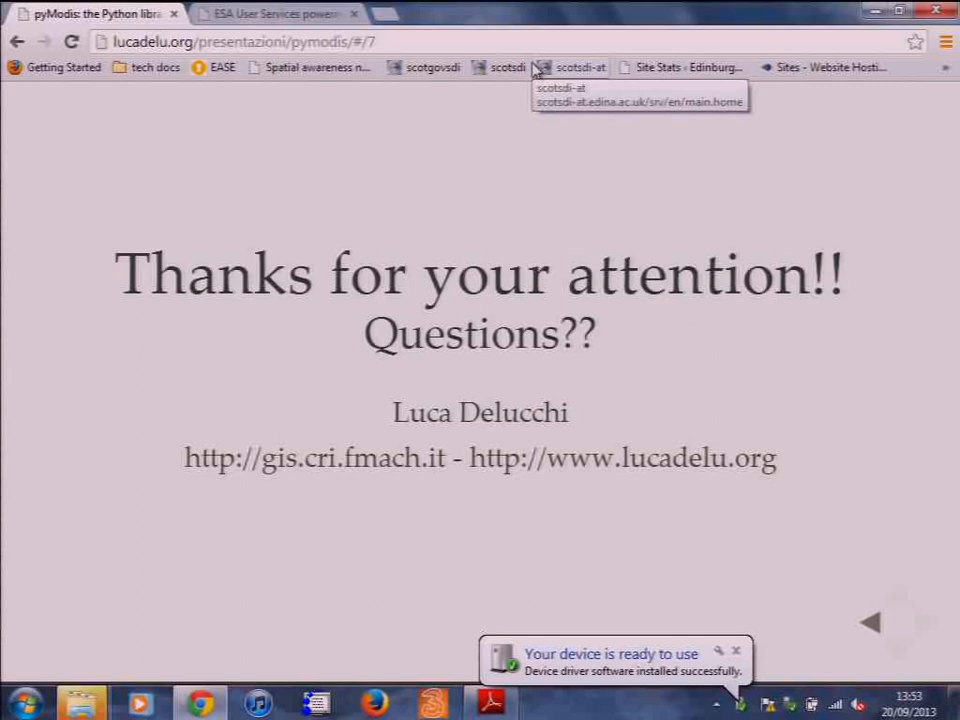 pyModis: the Python libra
ESA User Services power
lucadelu.org/presentazioni/pymodis/#/7
Getting Started
tech docs
EASE
Spatial awareness n...
scotgovsdi
scotsdi
scotsdi-at
Site Stats ‹ Edinburg...
Sites - Website Hosti...
»
scotsdi-at
scotsdi-at.edina.ac.uk/srv/en/main.home
Thanks for your attention!!
Questions??
Luca Delucchi
http://gis.cri.fmach.it - http://www.lucadelu.org
Your device is ready to use
Device driver software installed successfully.
13:53
20/09/2013